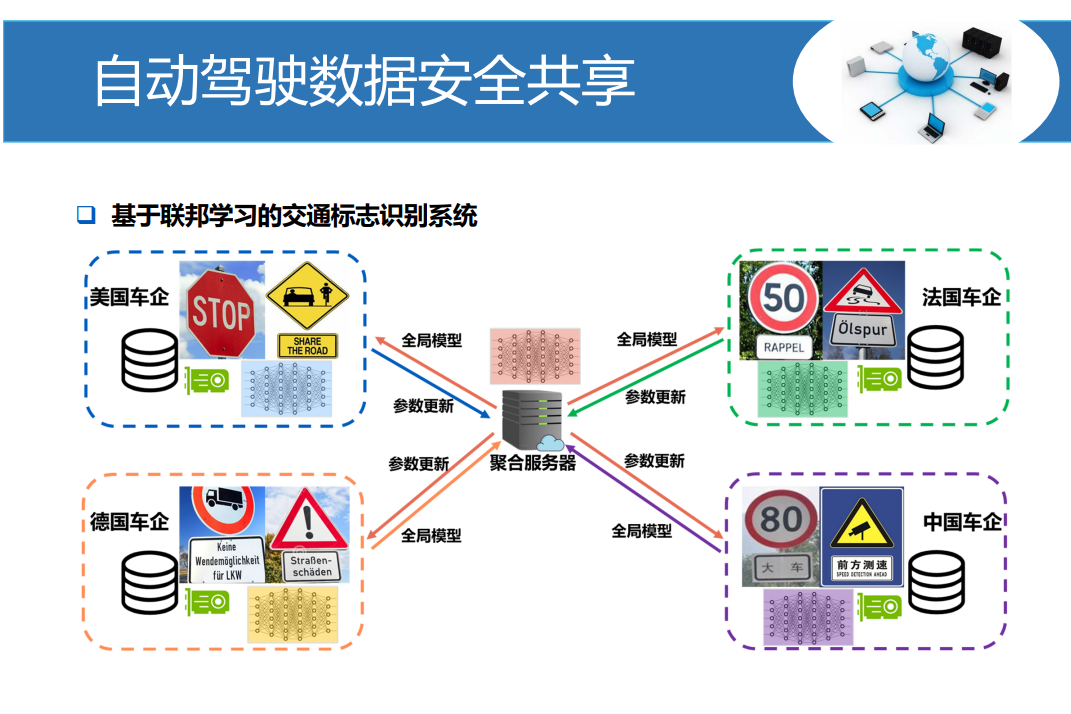 自动驾驶数据安全共享
基于联邦学习的交通标志识别系统
美国车企
STOP
SHARE
THE ROAD
法国车企
50
RAPPEL
Ölspur
全局模型
参数更新
全局模型
参数更新
聚合服务器
参数更新
全局模型
参数更新
全局模型
德国车企
Keine
Wendemöglichkeit
für LKW
Straßen-
schäden
中国车企
80
大 车
前方测速
SPEED DETECTION AHEAD